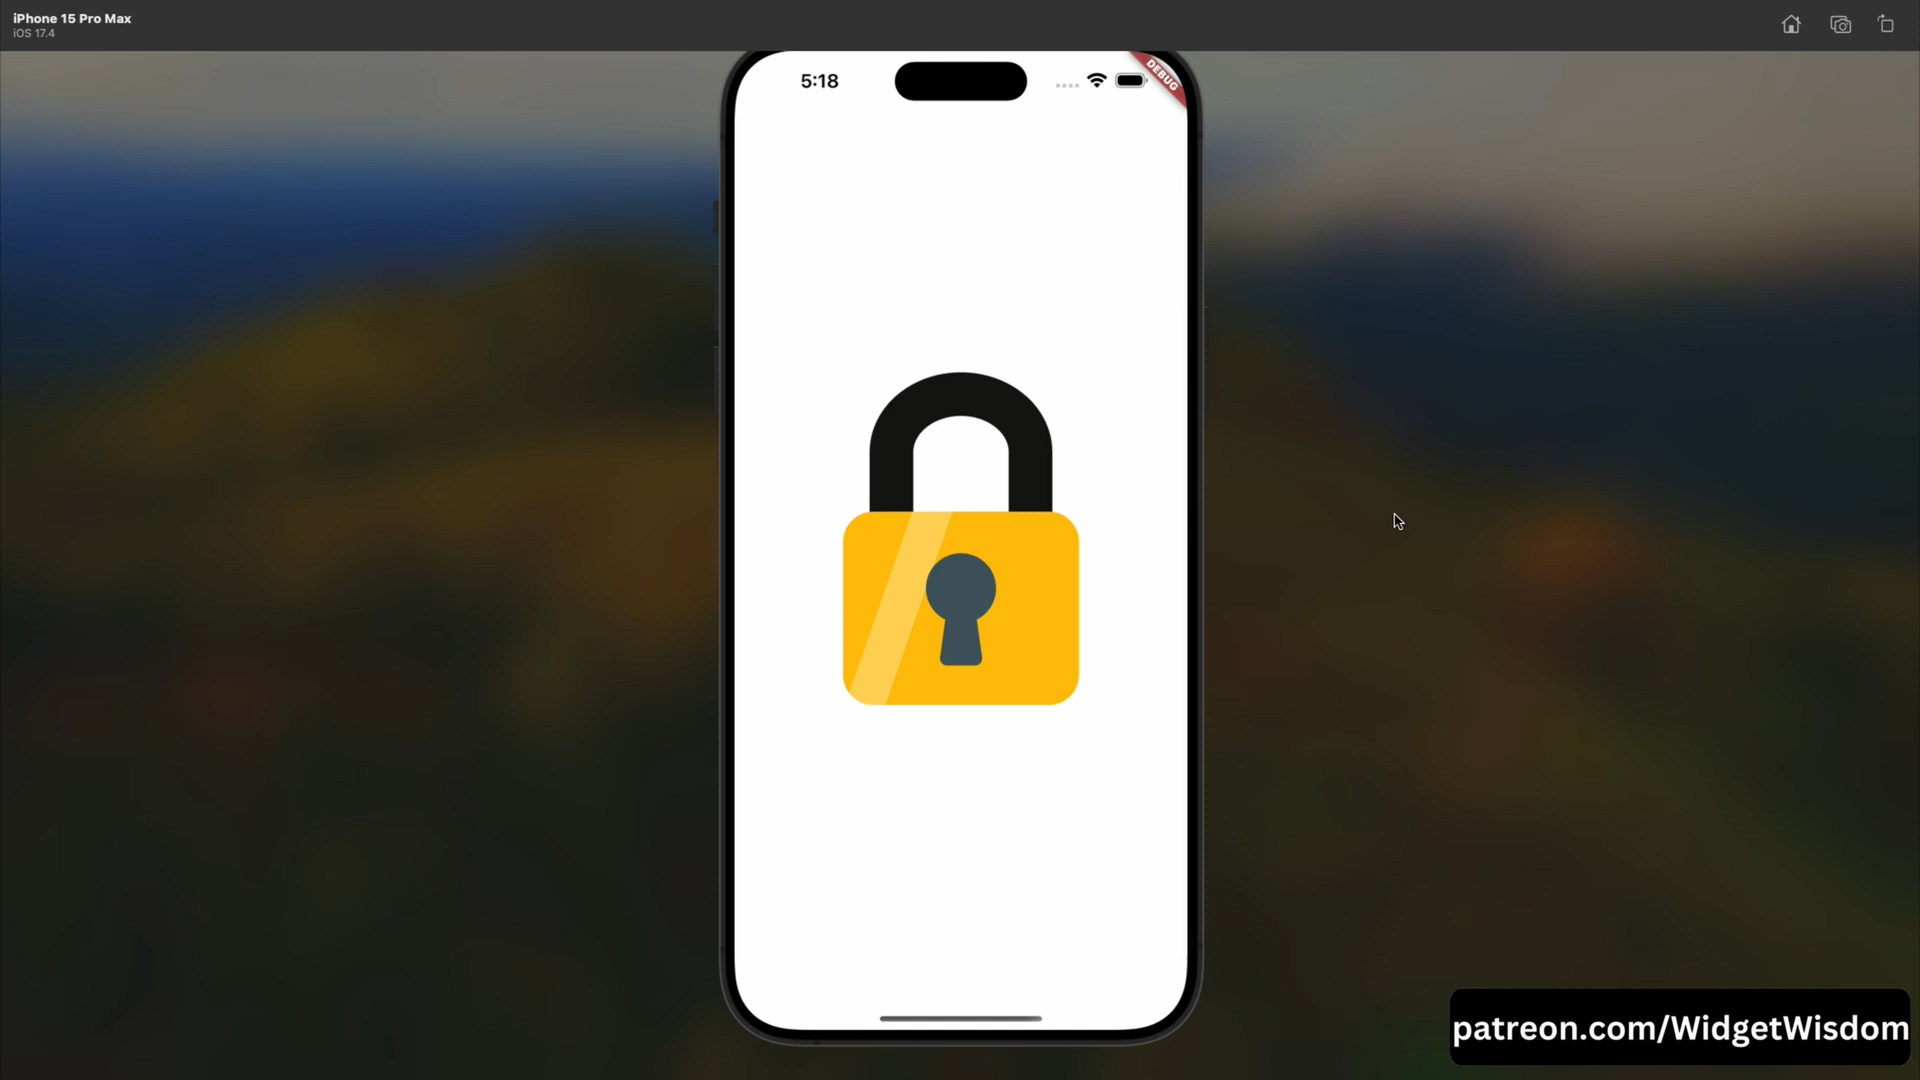 iPhone 15 Pro Max
iOS 17.4
5:18
DEBUG
patreon.com/WidgetWisdom